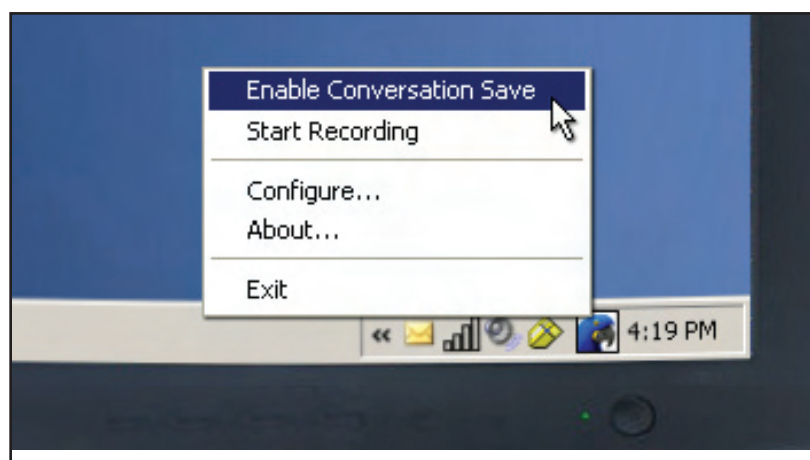 Enable Conversation Save
Start Recording
Configure...
About...
Exit
« 4:19 PM